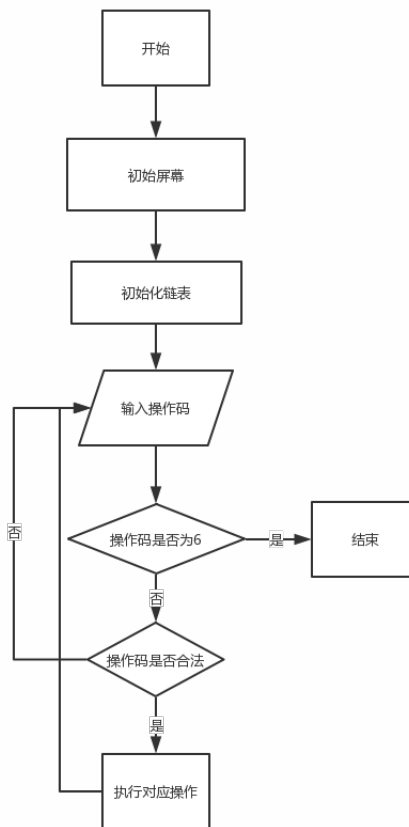 开始
初始屏幕
初始化链表
输入操作码
否
操作码是否为6
是
结束
否
操作码是否合法
是
执行对应操作